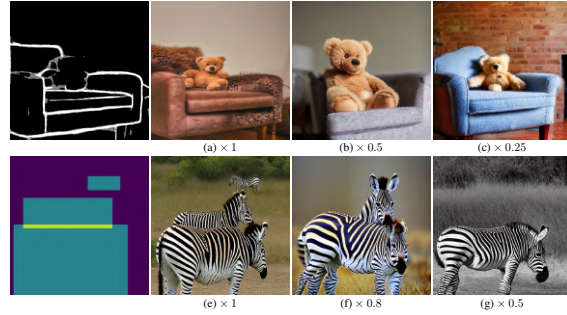 (a) × 1
(b) × 0.5
(c) × 0.25
(e) × 1
(f) × 0.8
(g) × 0.5